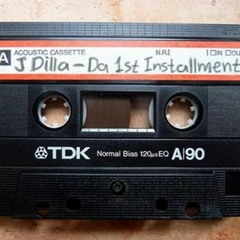 A ACOUSTIC CASSETTE N.R.
J Dilla - Da 1st Installment
TDK Normal Bias 120µs EQ A|90